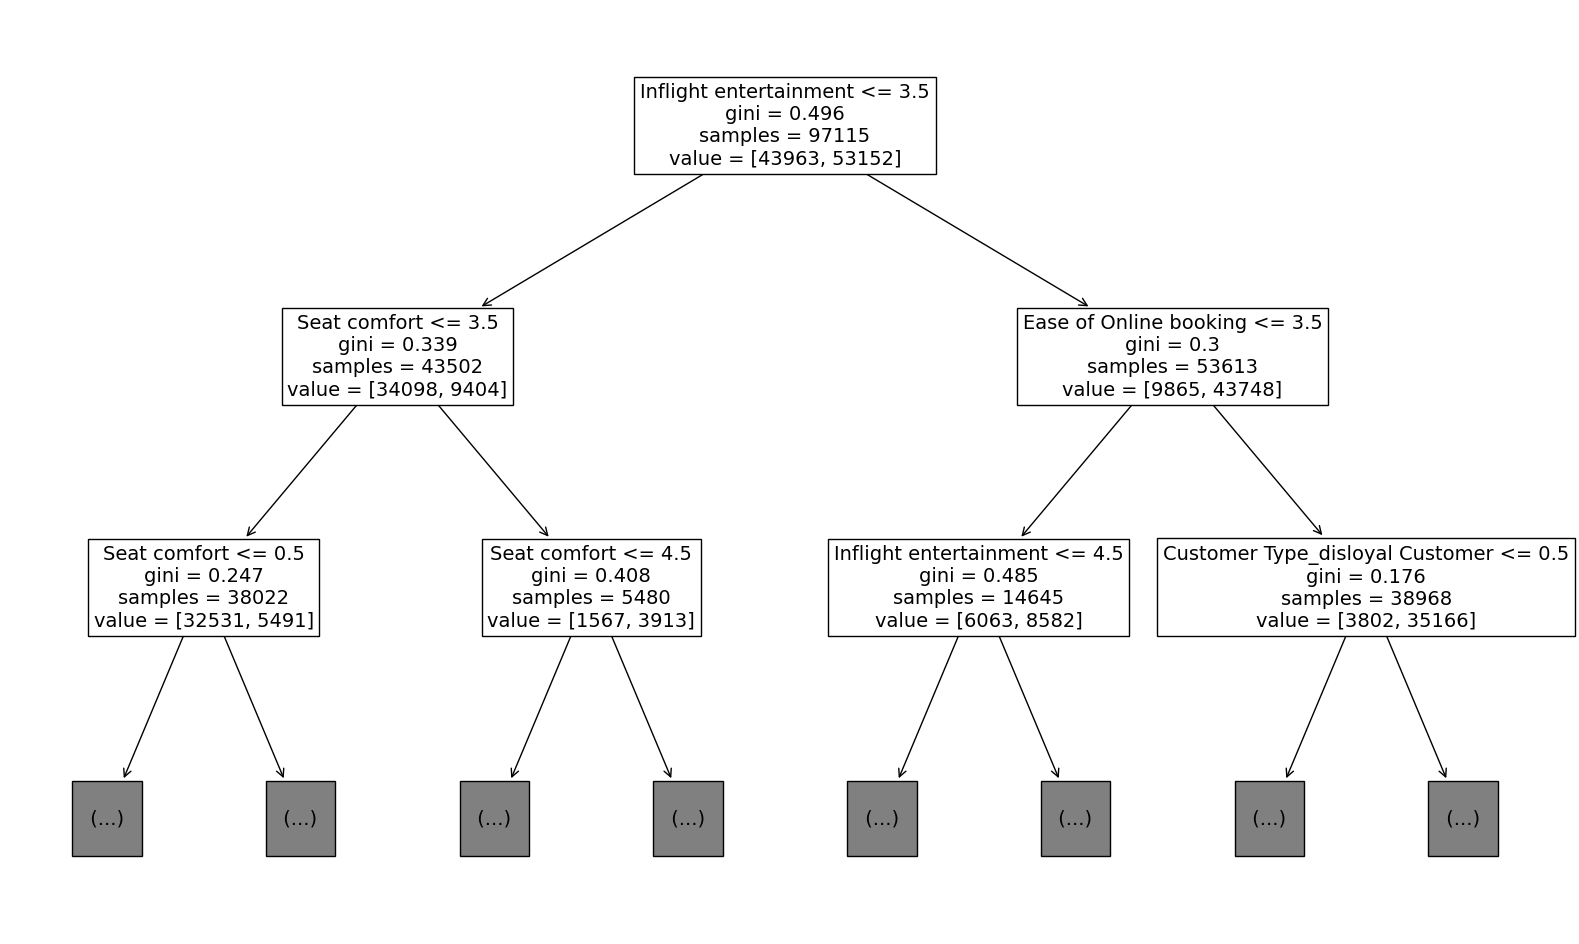 Inflight entertainment <= 3.5
gini = 0.496
samples = 97115
value = [43963, 53152]
Seat comfort <= 3.5
gini = 0.339
samples = 43502
value = [34098, 9404]
Ease of Online booking <= 3.5
gini = 0.3
samples = 53613
value = [9865, 43748]
Seat comfort <= 0.5
gini = 0.247
samples = 38022
value = [32531, 5491]
Seat comfort <= 4.5
gini = 0.408
samples = 5480
value = [1567, 3913]
Inflight entertainment <= 4.5
gini = 0.485
samples = 14645
value = [6063, 8582]
Customer Type_disloyal Customer <= 0.5
gini = 0.176
samples = 38968
value = [3802, 35166]
(...)
(...)
(...)
(...)
(...)
(...)
(...)
(...)